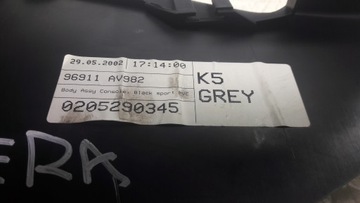 29.05.2002 17:14:00
96911 AV982
K5
Body Assy Console, Black sport
0205290345
GREY
ERA